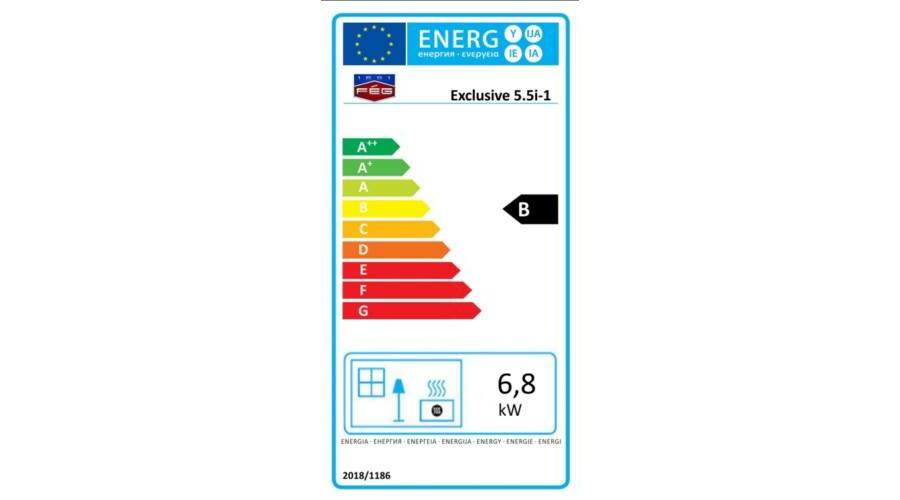 ENERG
енергия · ενεργεια
Y
IJA
IE
IA
1891
FÉG
Exclusive 5.5i-1
A++
A+
A
B
B
C
D
E
F
G
6,8
kW
ENERGIA · ЕНЕРГИЯ · ΕΝΕΡΓΕΙΑ · ENERGIJA · ENERGY · ENERGIE · ENERGI
2018/1186